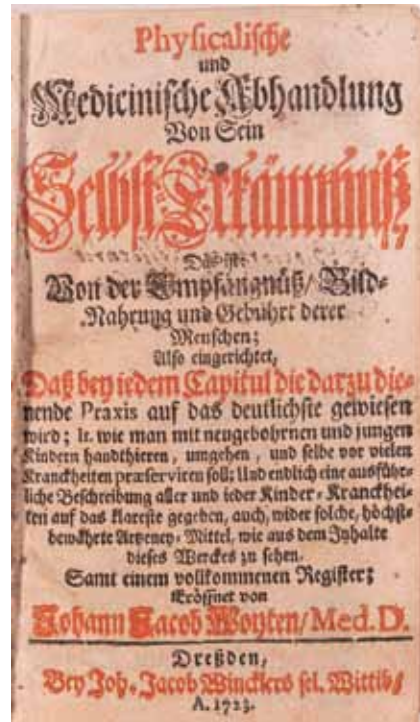 Physicalische
und
Medicinische Abhandlung
Von Sein
Selbst-Erkäntniß,
Das ist:
Von der Empfängnüß/ Bild-
Nahrung und Gebührt derer
Menschen;
Also eingerichtet,
Daß bey iedem Capitul die darzu die-
nende Praxis auf das deutlichste gewiesen
wird; It. wie man mit neugebohrnen und jungen
Kindern handthieren, umgehen, und selbe vor vielen
Kranckheiten præserviren soll; Und endlich eine ausführ-
liche Beschreibung aller und ieder Kinder-Kranckhei-
ten auf das klareste gegeben, auch, wider solche, höchst-
bewährte Artzeney-Mittel, wie aus dem Inhalte
dieses Werckes zu sehen.
Samt einem vollkommenen Register;
Eröffnet von
Johann Jacob Woyten/ Med. D.
Dreßden,
Bey Joh. Jacob Wincklers sel. Wittib/
A. 1723.